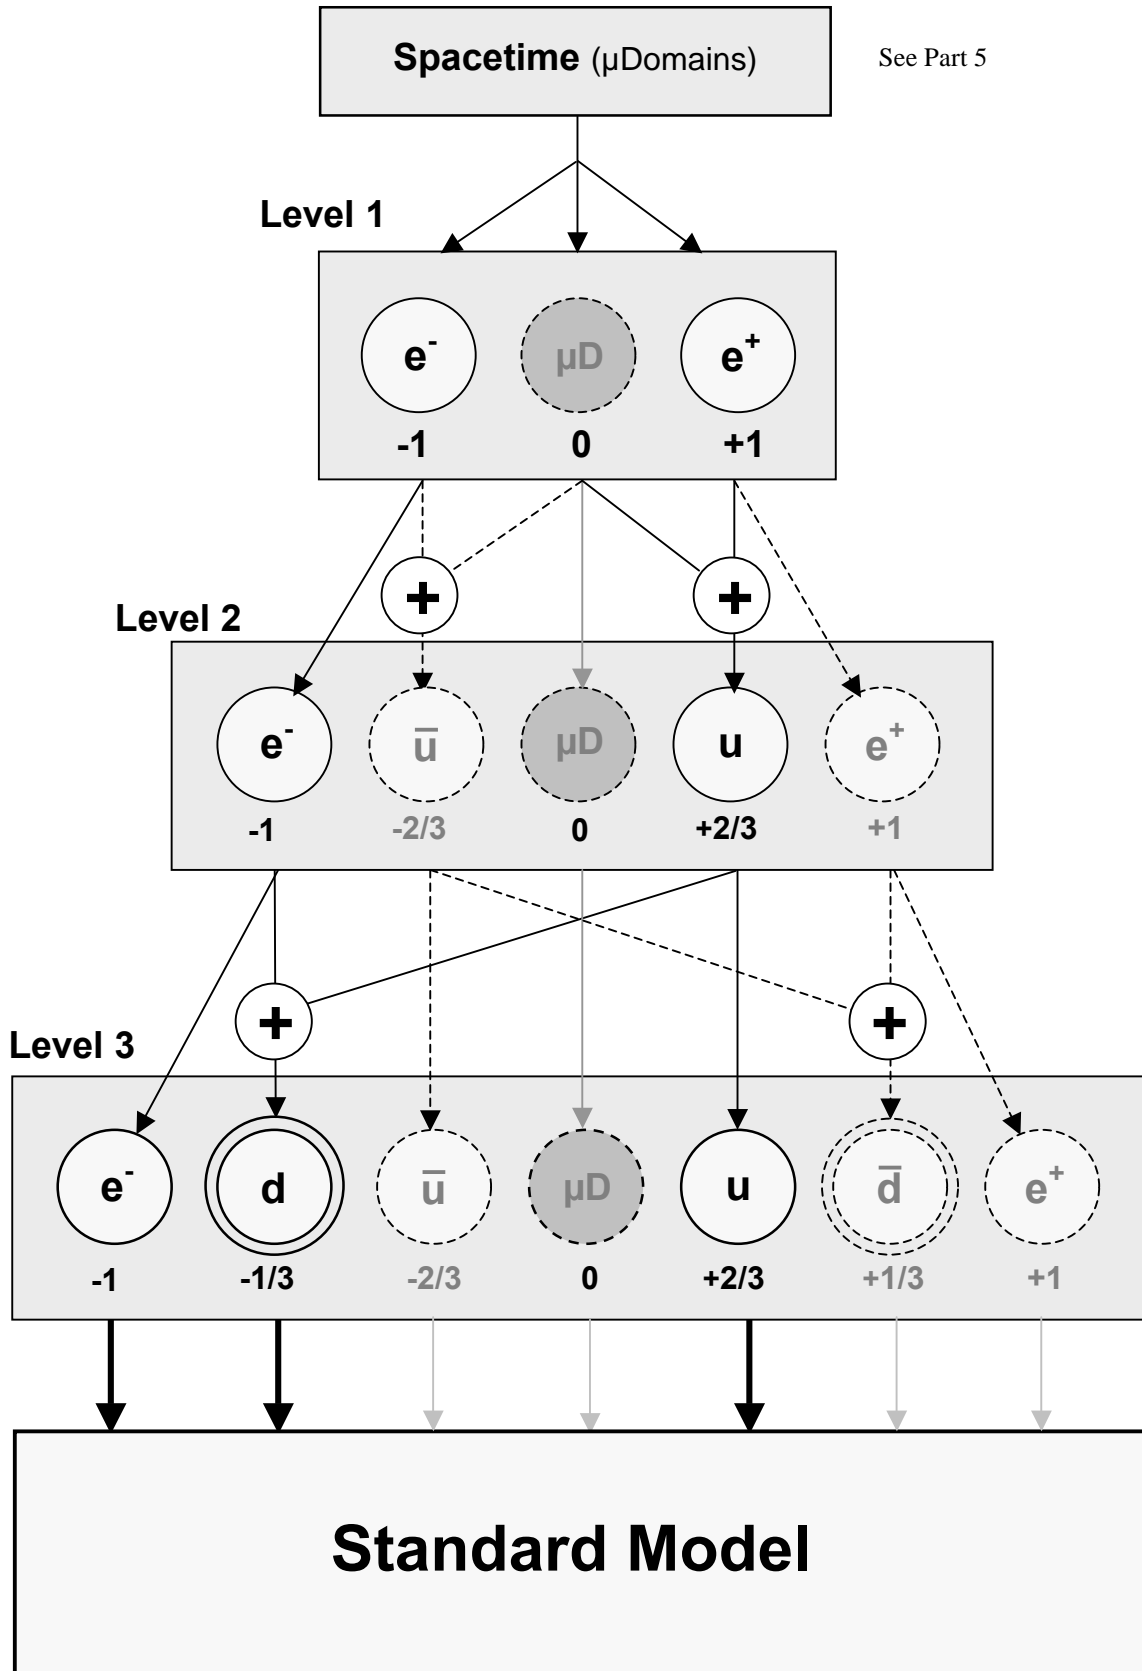 Spacetime (µDomains)
See Part 5
Level 1
e⁻ µD e⁺
-1 0 +1
+ +
Level 2
e⁻ u̅ µD u e⁺
-1 -2/3 0 +2/3 +1
+ +
Level 3
e⁻ d u̅ µD u d̅ e⁺
-1 -1/3 -2/3 0 +2/3 +1/3 +1
Standard Model